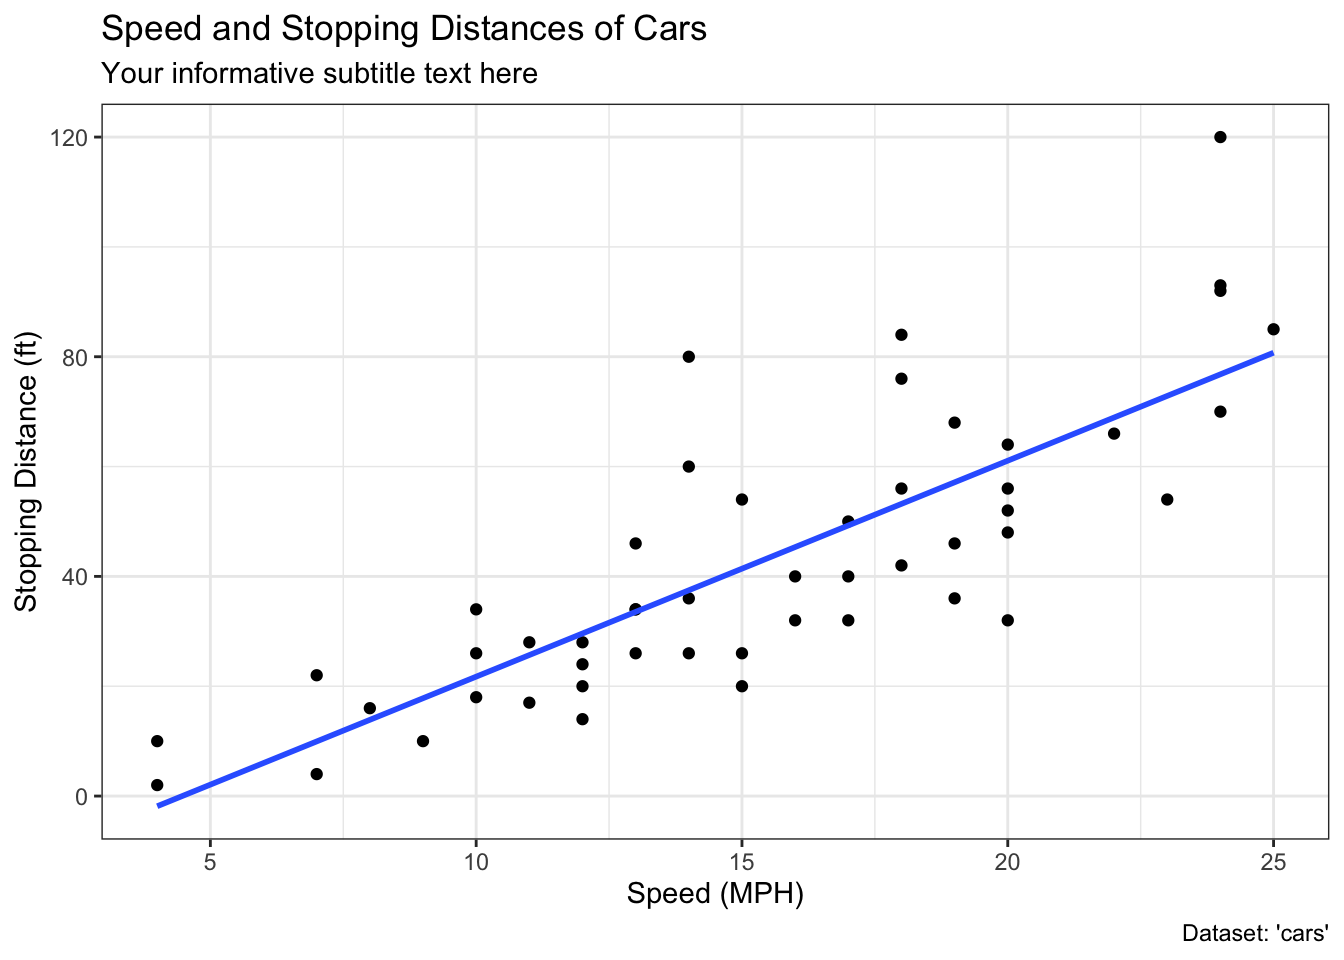 Speed and Stopping Distances of Cars
Your informative subtitle text here
120
80
40
0
Stopping Distance (ft)
5 10 15 20 25
Speed (MPH)
Dataset: 'cars'